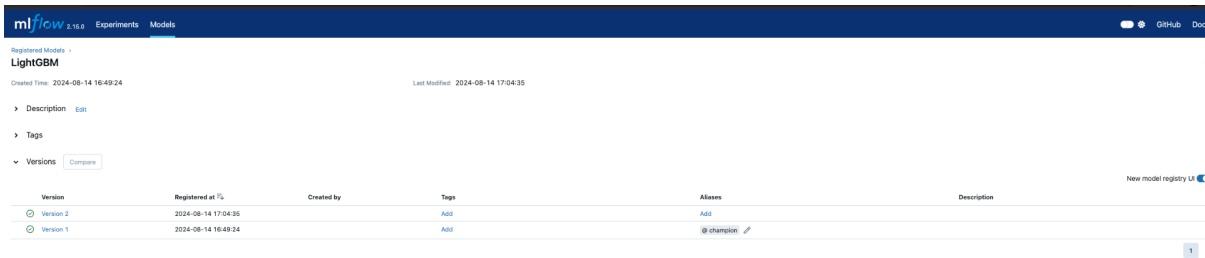 mlflow 2.15.0 Experiments Models GitHub
Registered Models ›
LightGBM
Created Time: 2024-08-14 16:49:24 Last Modified: 2024-08-14 17:04:35
Description Edit
Tags
Versions Compare
New model registry UI
Version Registered at Created by Tags Aliases Description
Version 2 2024-08-14 17:04:35 Add Add
Version 1 2024-08-14 16:49:24 Add @ champion
1